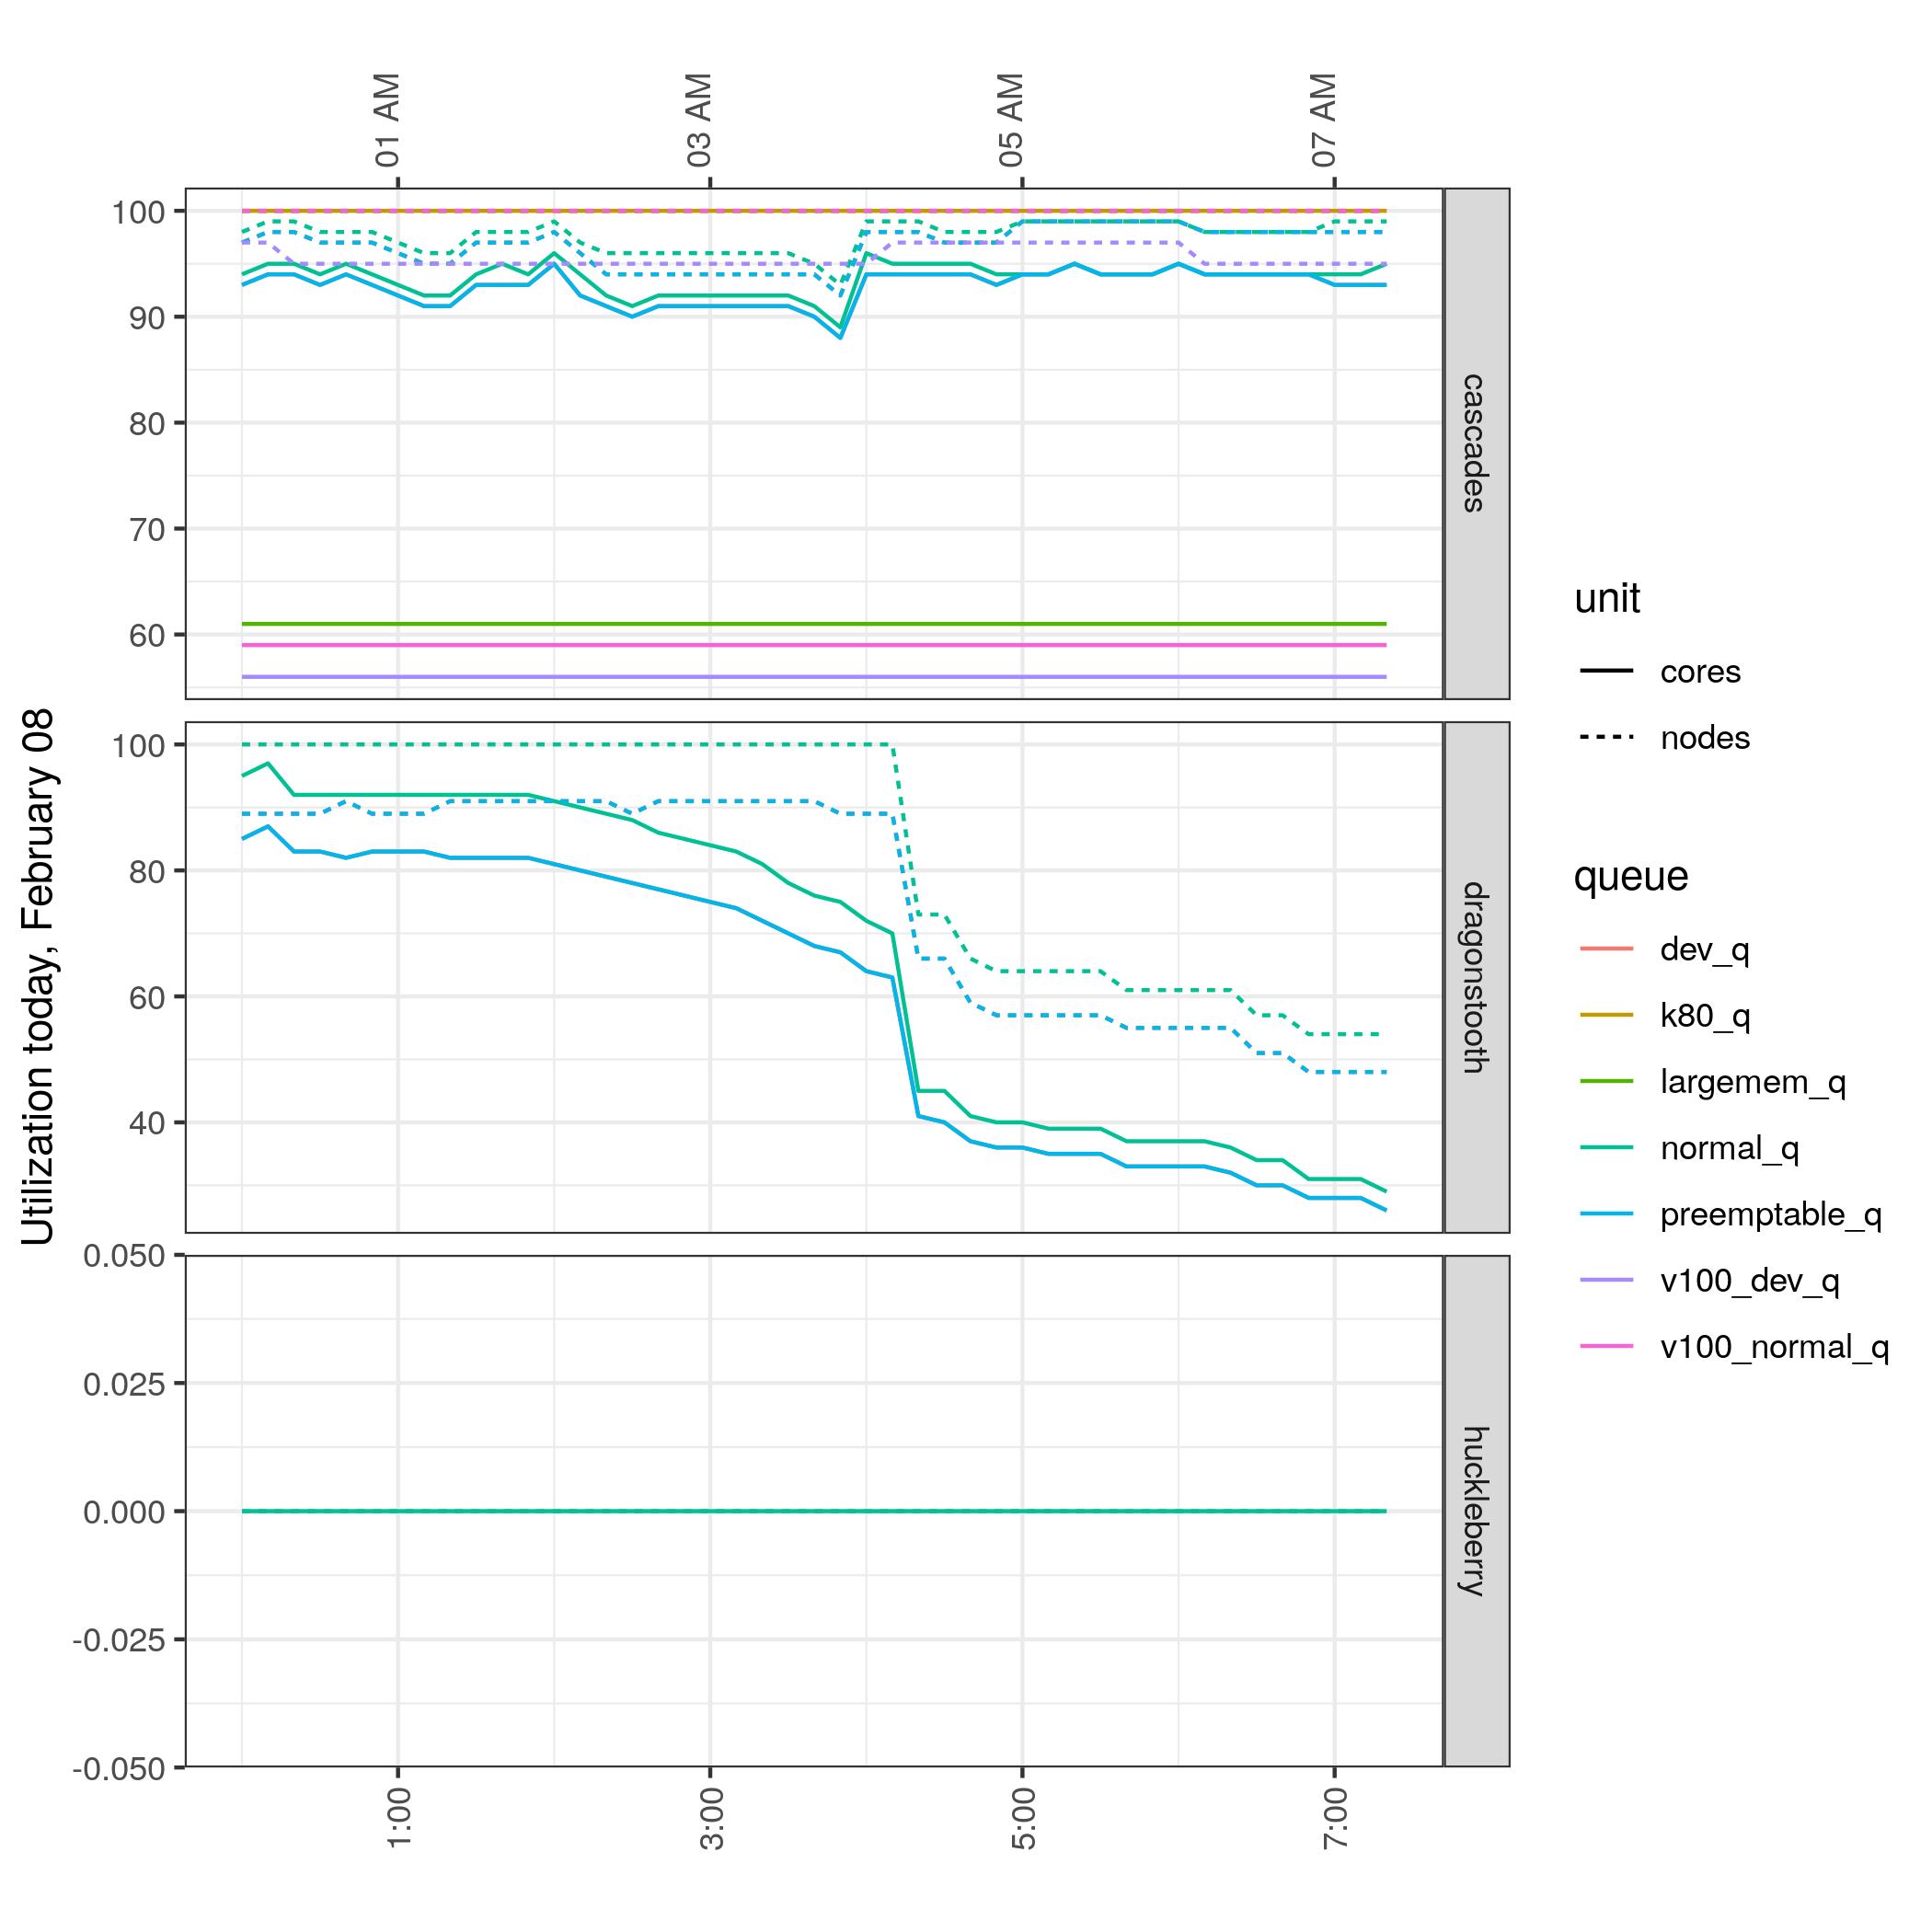 01 AM
03 AM
05 AM
07 AM
Utilization today, February 08
100
90
80
70
60
cascades
100
80
60
40
dragonstooth
0.050
0.025
0.000
-0.025
-0.050
huckleberry
1:00
3:00
5:00
7:00
unit
cores
nodes
queue
dev_q
k80_q
largemem_q
normal_q
preemptable_q
v100_dev_q
v100_normal_q